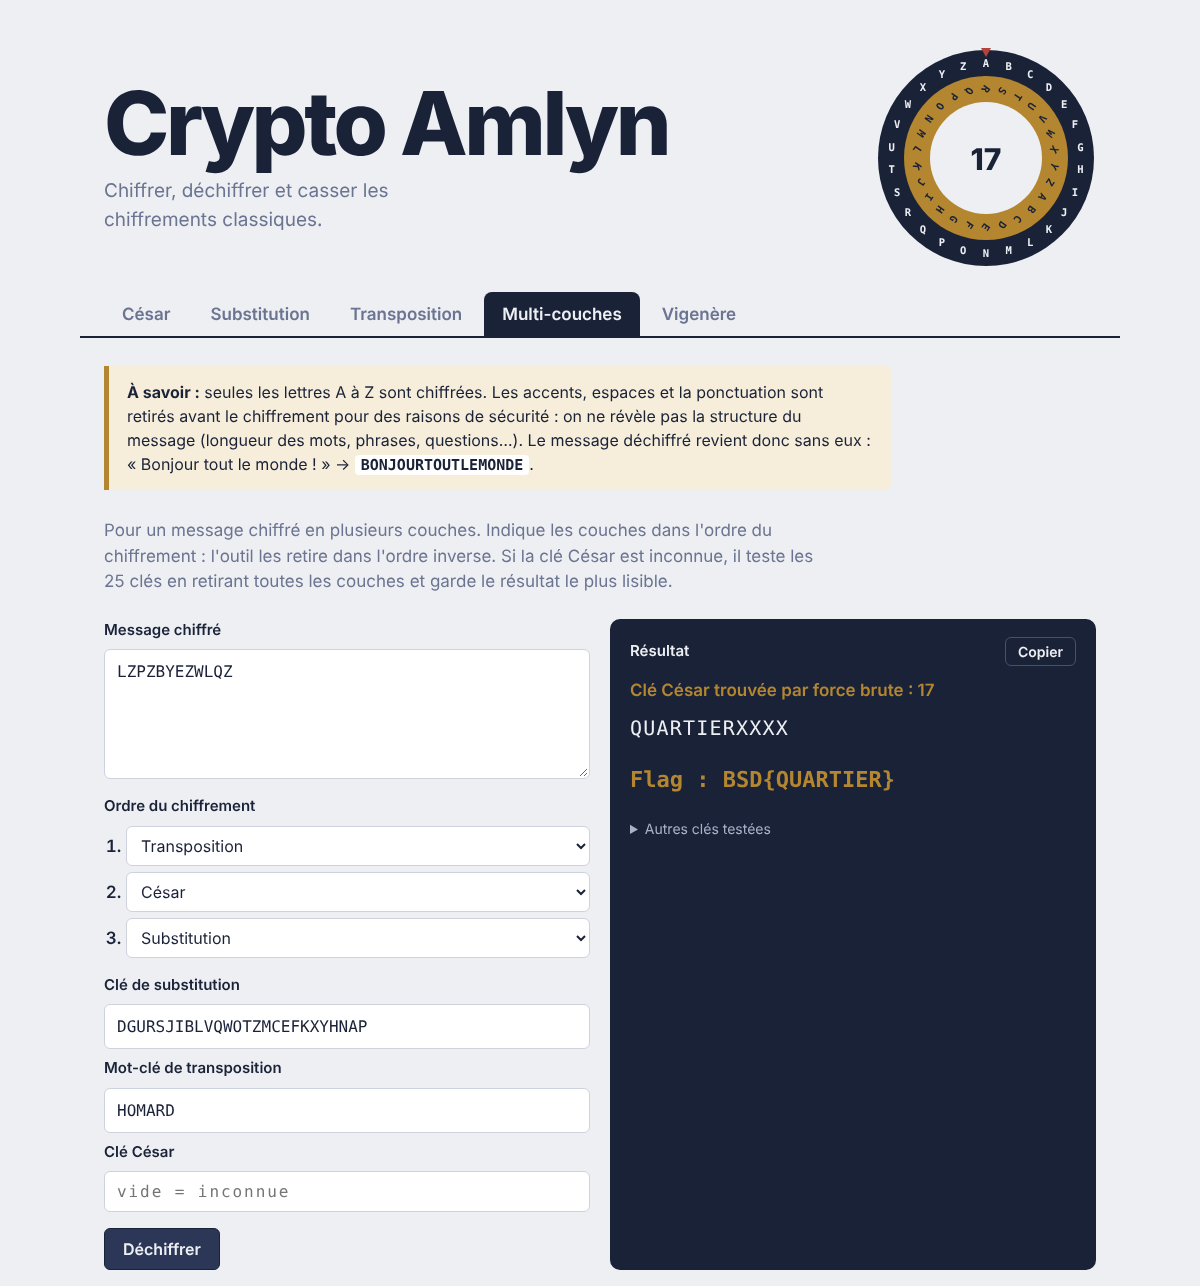 Crypto Amlyn
Chiffrer, déchiffrer et casser les
chiffrements classiques.
A B C D E F G H I J K L M N O P Q R S T U V W X Y Z
R S T U V W X Y Z A B C D E F G H I J K L M N O P Q
17
César Substitution Transposition Multi-couches Vigenère
À savoir : seules les lettres A à Z sont chiffrées. Les accents, espaces et la ponctuation sont
retirés avant le chiffrement pour des raisons de sécurité : on ne révèle pas la structure du
message (longueur des mots, phrases, questions…). Le message déchiffré revient donc sans eux :
« Bonjour tout le monde ! » → BONJOURTOUTLEMONDE.
Pour un message chiffré en plusieurs couches. Indique les couches dans l'ordre du
chiffrement : l'outil les retire dans l'ordre inverse. Si la clé César est inconnue, il teste les
25 clés en retirant toutes les couches et garde le résultat le plus lisible.
Message chiffré
LZPZBYEZWLQZ
Ordre du chiffrement
1. Transposition
2. César
3. Substitution
Clé de substitution
DGURSJIBLVQWOTZMCEFKXYHNAP
Mot-clé de transposition
HOMARD
Clé César
vide = inconnue
Déchiffrer
Résultat
Copier
Clé César trouvée par force brute : 17
QUARTIERXXXX
Flag : BSD{QUARTIER}
▶ Autres clés testées